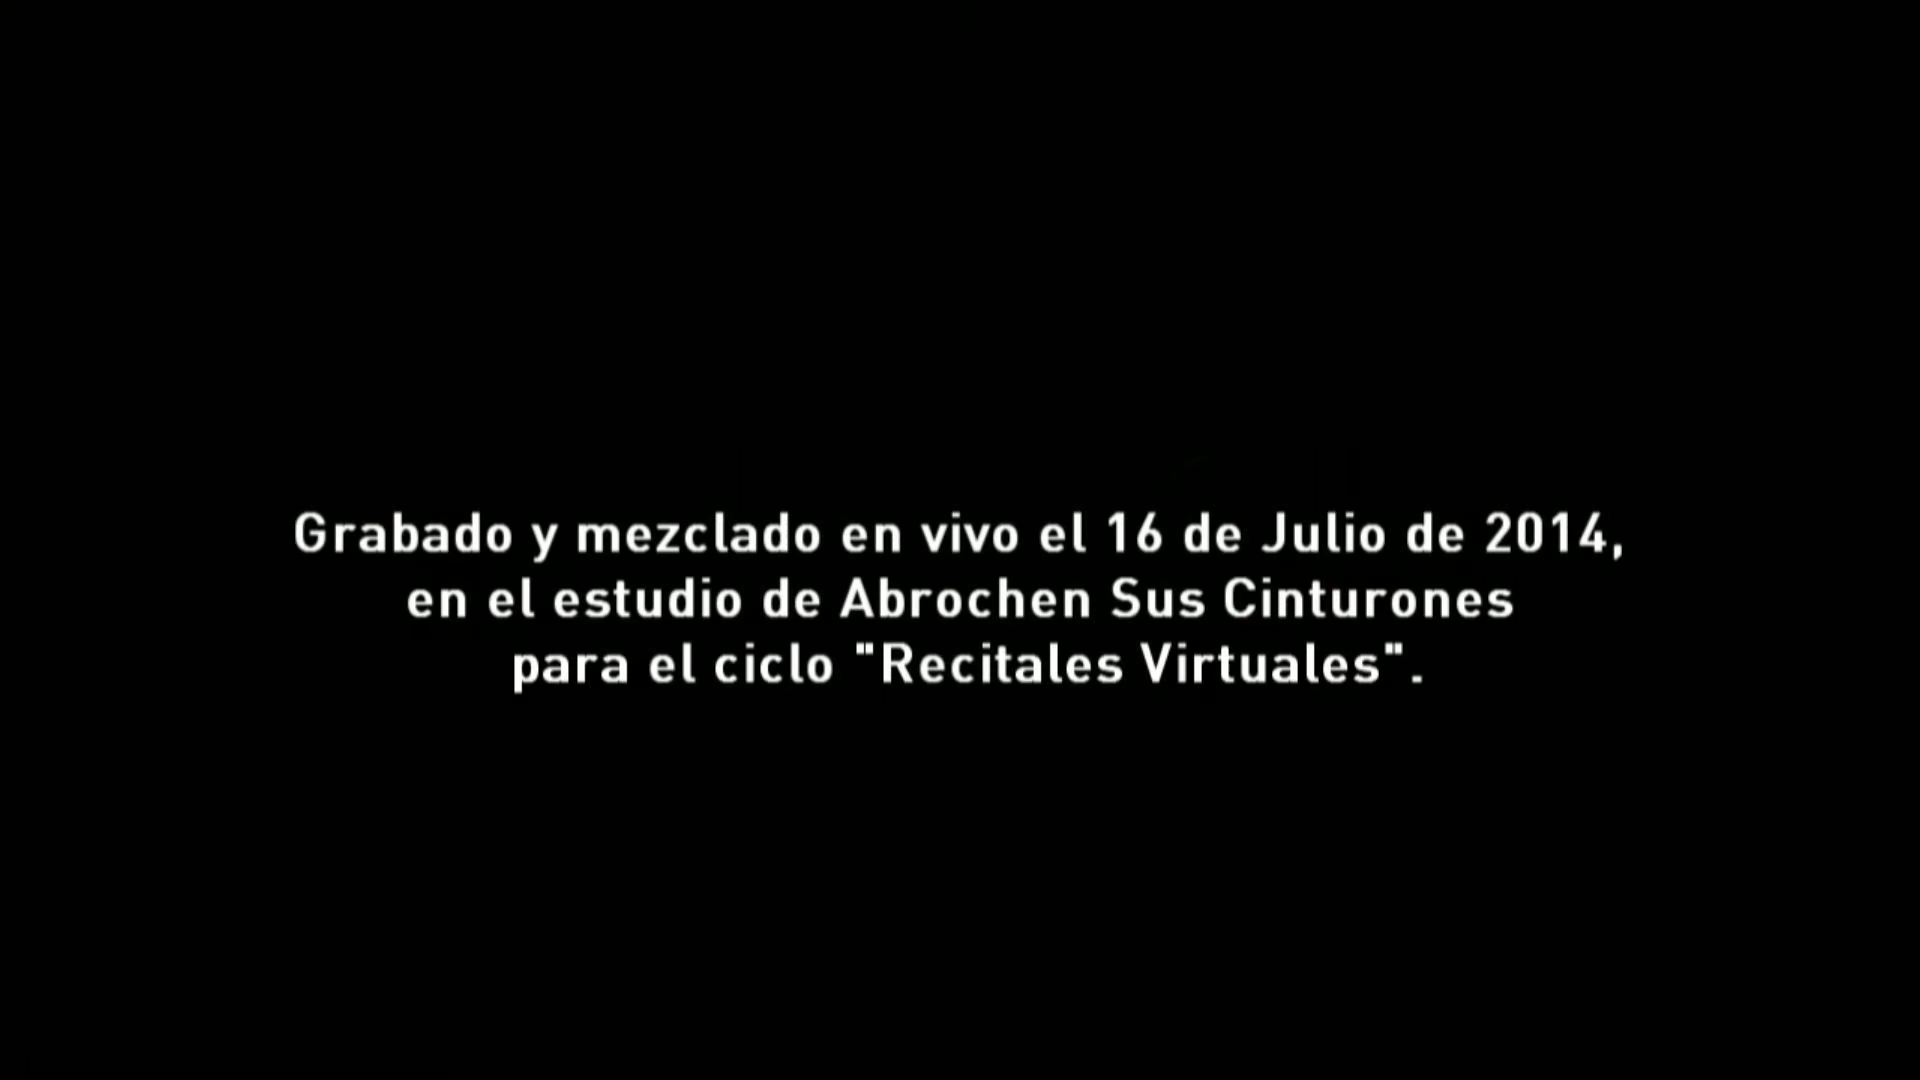 Grabado y mezclado en vivo el 16 de Julio de 2014,
en el estudio de Abrochen Sus Cinturones
para el ciclo "Recitales Virtuales".